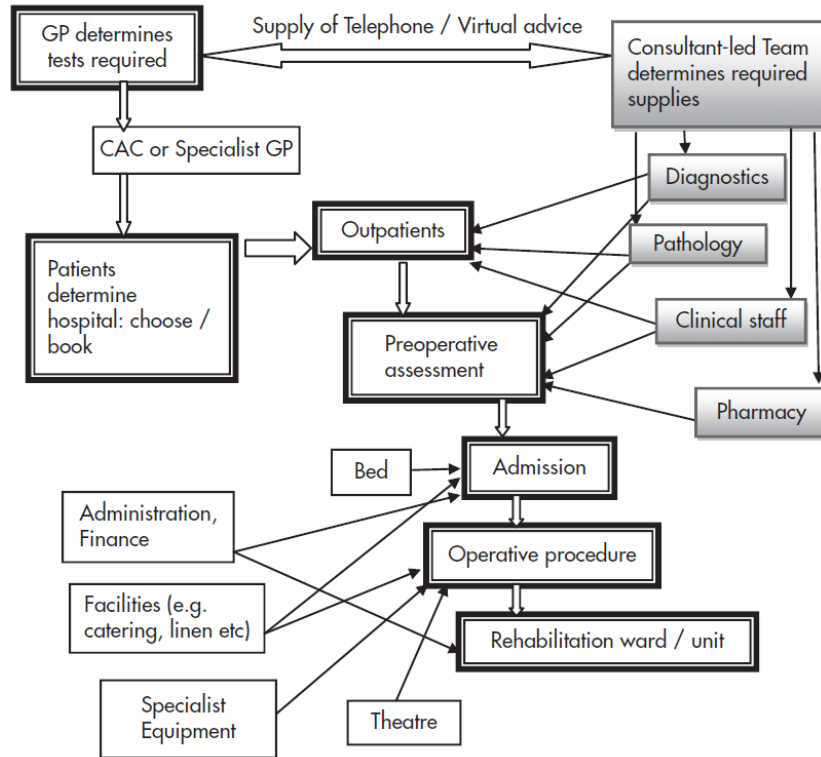 GP determines
tests required
Supply of Telephone / Virtual advice
Consultant-led Team
determines required
supplies
CAC or Specialist GP
Diagnostics
Outpatients
Pathology
Patients
determine
hospital: choose /
book
Clinical staff
Preoperative
assessment
Pharmacy
Bed
Admission
Administration,
Finance
Operative procedure
Facilities (e.g.
catering, linen etc)
Rehabilitation ward / unit
Specialist
Equipment
Theatre